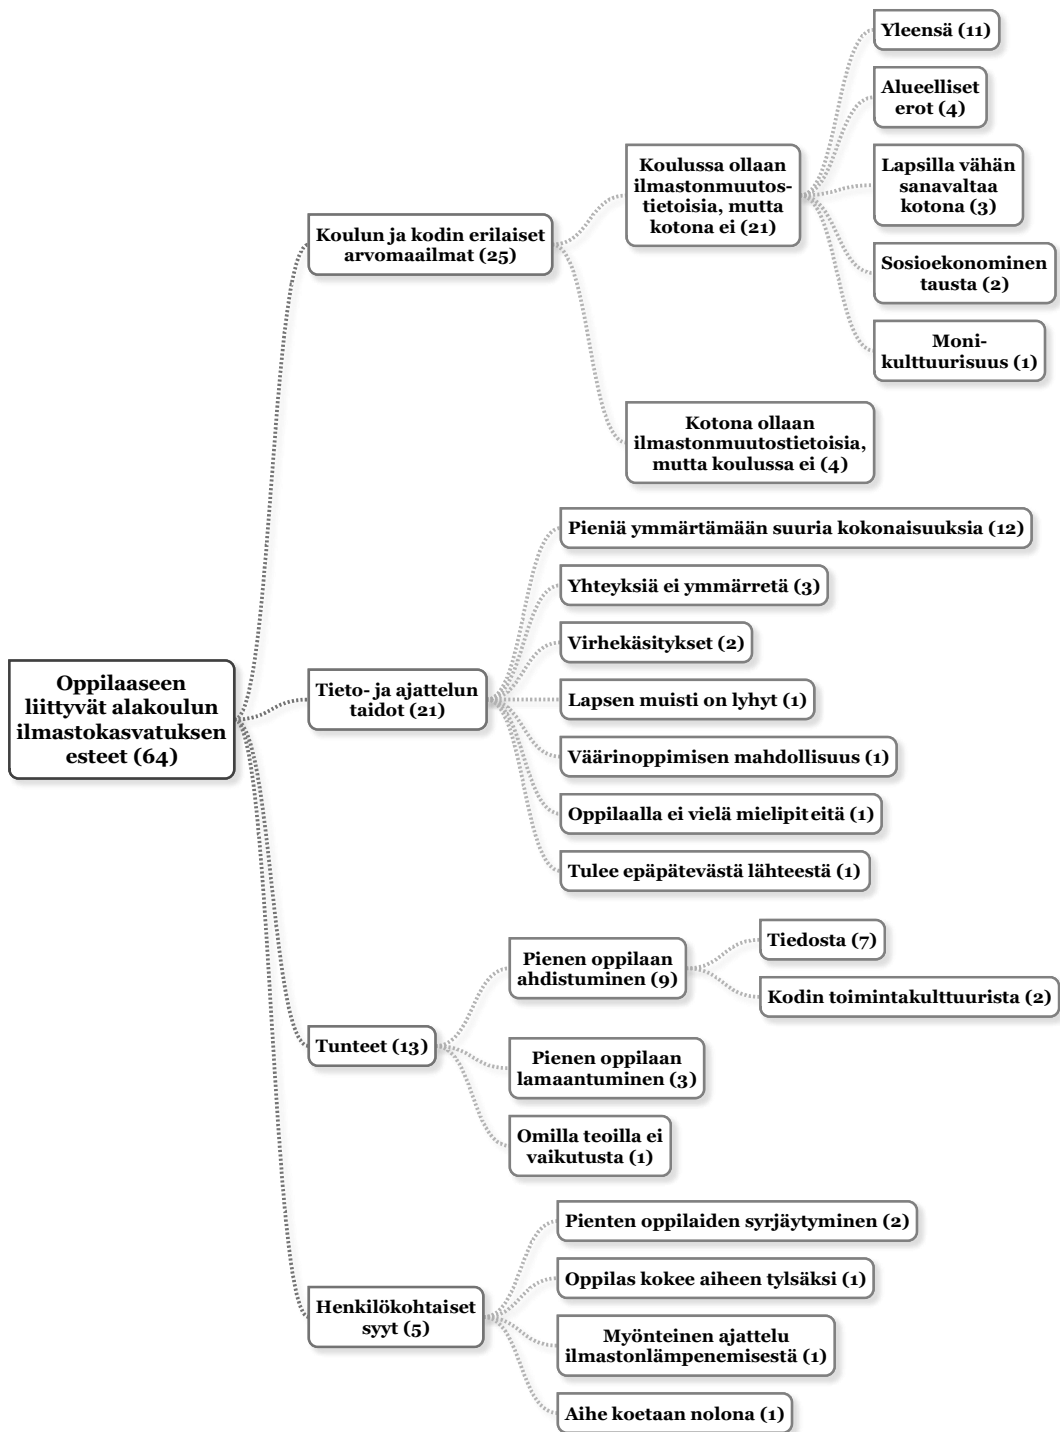 Oppilaaseen
liittyvät alakoulun
ilmastokasvatuksen
esteet (64)
Koulun ja kodin erilaiset
arvomaailmat (25)
Koulussa ollaan
ilmastonmuutos-
tietoisia, mutta
kotona ei (21)
Yleensä (11)
Alueelliset
erot (4)
Lapsilla vähän
sanavaltaa
kotona (3)
Sosioekonominen
tausta (2)
Moni-
kulttuurisuus (1)
Kotona ollaan
ilmastonmuutostietoisia,
mutta koulussa ei (4)
Tieto- ja ajattelun
taidot (21)
Pieniä ymmärtämään suuria kokonaisuuksia (12)
Yhteyksiä ei ymmärretä (3)
Virhekäsitykset (2)
Lapsen muisti on lyhyt (1)
Väärinoppimisen mahdollisuus (1)
Oppilaalla ei vielä mielipiteitä (1)
Tulee epäpätevästä lähteestä (1)
Tunteet (13)
Pienen oppilaan
ahdistuminen (9)
Tiedosta (7)
Kodin toimintakulttuurista (2)
Pienen oppilaan
lamaantuminen (3)
Omilla teoilla ei
vaikutusta (1)
Henkilökohtaiset
syyt (5)
Pienten oppilaiden syrjäytyminen (2)
Oppilas kokee aiheen tylsäksi (1)
Myönteinen ajattelu
ilmastonlämpenemisestä (1)
Aihe koetaan nolona (1)